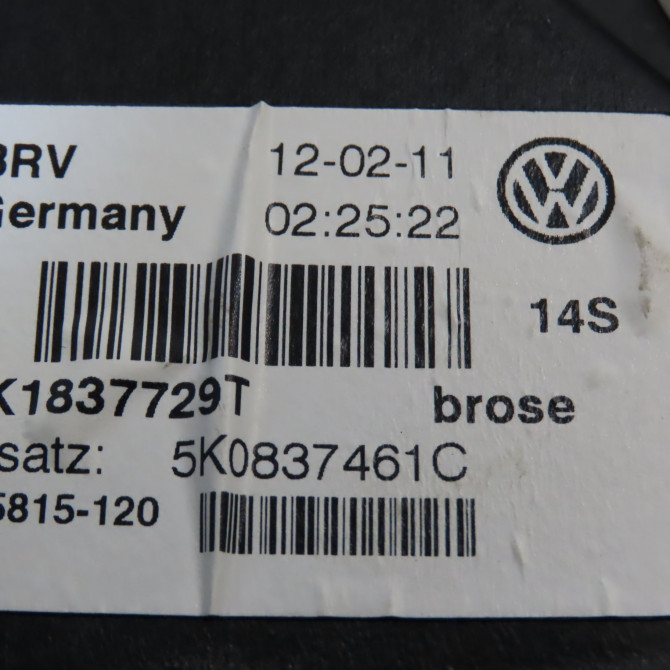 BRV 12-02-11
Germany 02:25:22
14S
K1837729T brose
satz: 5K0837461C
5815-120